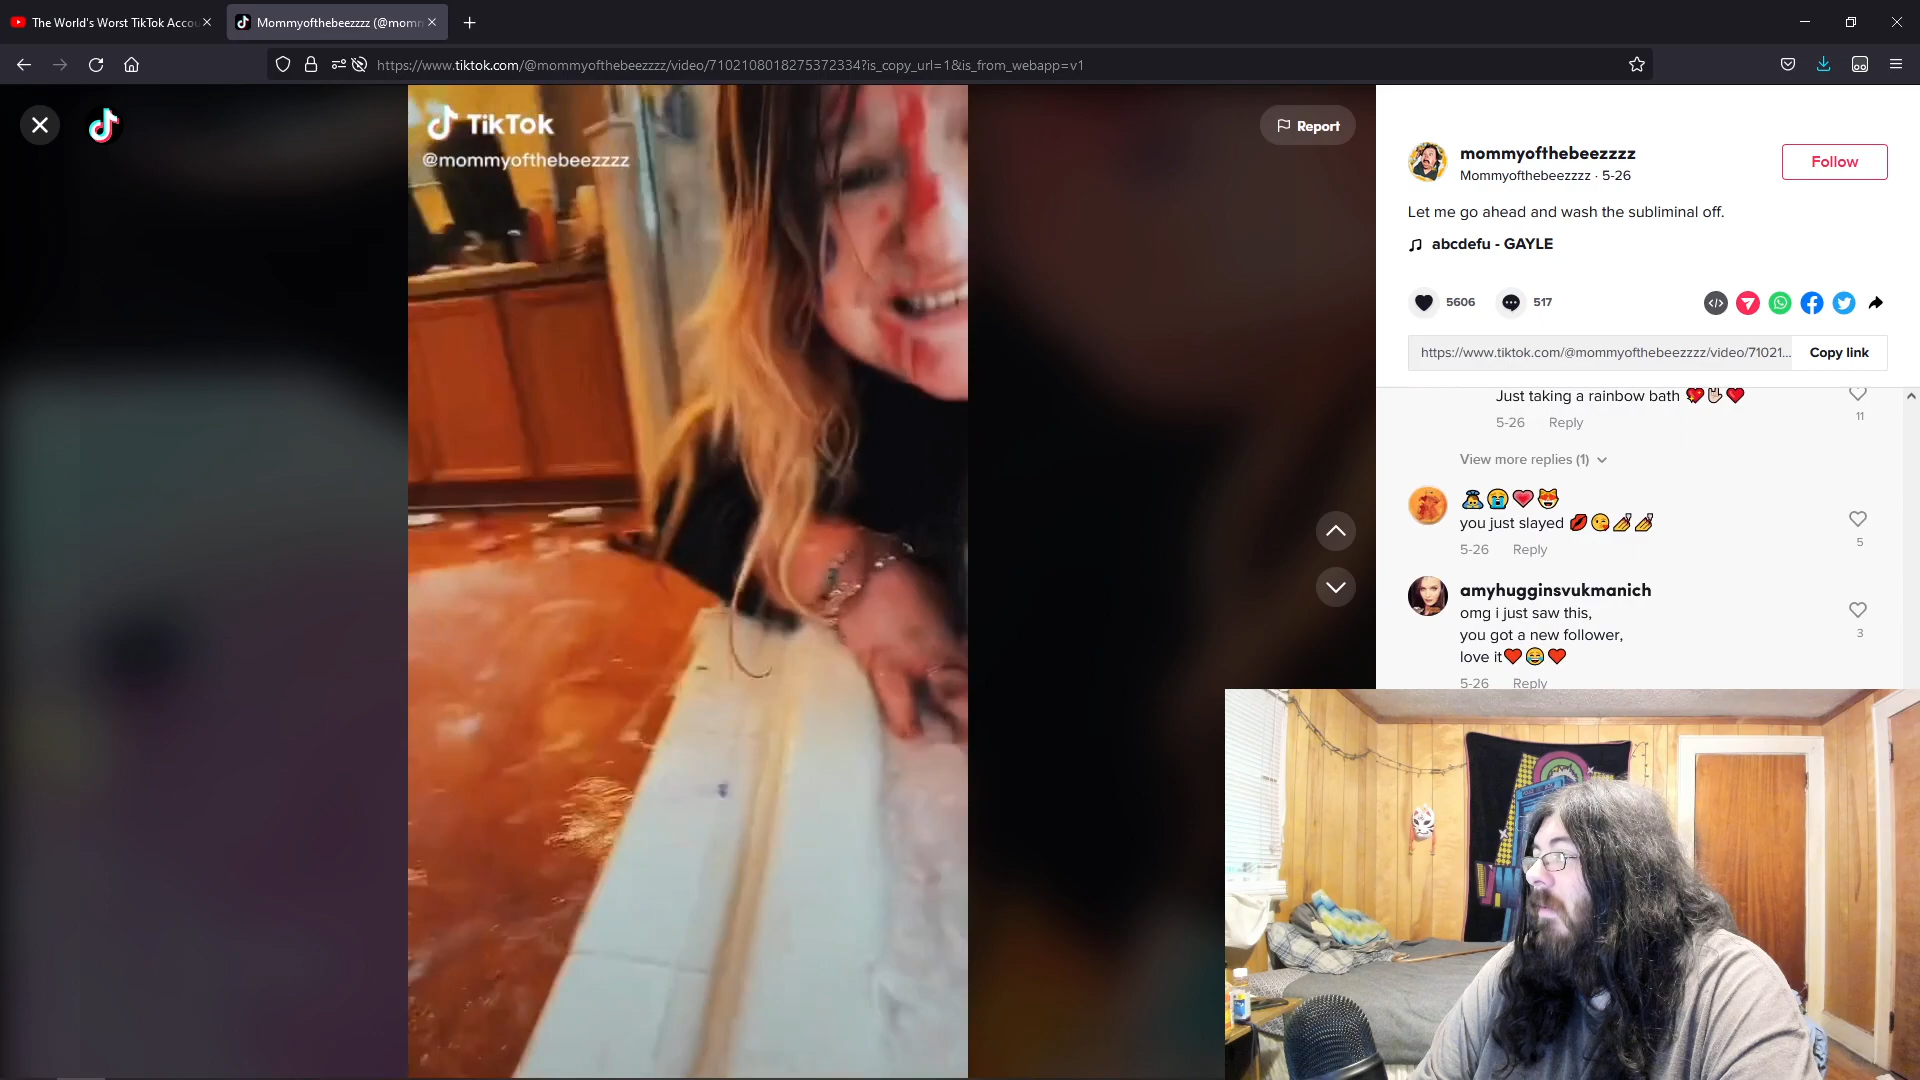 The World's Worst TikTok Accou
Mommyofthebeezzzz (@momm
https://www.tiktok.com/@mommyofthebeezzzz/video/7102108018275372334?is_copy_url=1&is_from_webapp=v1
TikTok
@mommyofthebeezzzz
Report
mommyofthebeezzzz
Mommyofthebeezzzz · 5-26
Follow
Let me go ahead and wash the subliminal off.
abcdefu - GAYLE
5606
517
https://www.tiktok.com/@mommyofthebeezzzz/video/71021...
Copy link
Just taking a rainbow bath 💖🤟🏻❤️
11
5-26 Reply
View more replies (1)
🙇😭💗😻
you just slayed 💋😘💅💅
5-26 Reply
5
amyhugginsvukmanich
omg i just saw this,
you got a new follower,
love it❤️😂❤️
3
5-26 Reply